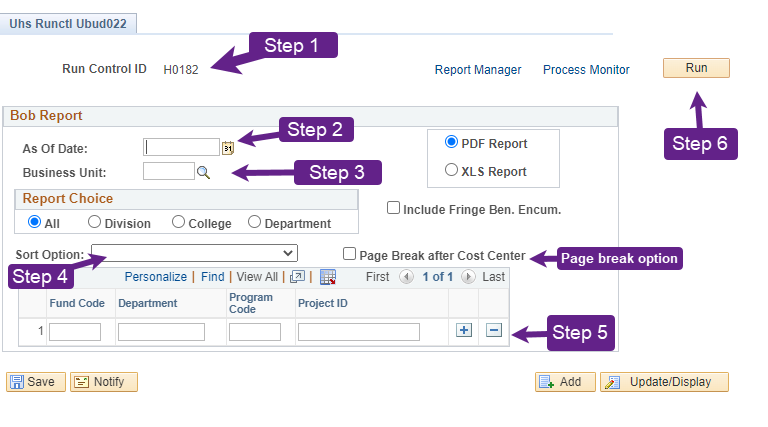 Uhs Runctl Ubud022
Step 1
Run Control ID H0182 Report Manager Process Monitor Run
Bob Report
As Of Date: 31 Step 2 PDF Report Step 6
Business Unit: Step 3 XLS Report
Report Choice
All Division College Department Include Fringe Ben. Encum.
Sort Option: Page Break after Cost Center Page break option
Step 4 Personalize | Find | View All | | First 1 of 1 Last
Fund Code Department Program Code Project ID
1 Step 5
Save Notify Add Update/Display